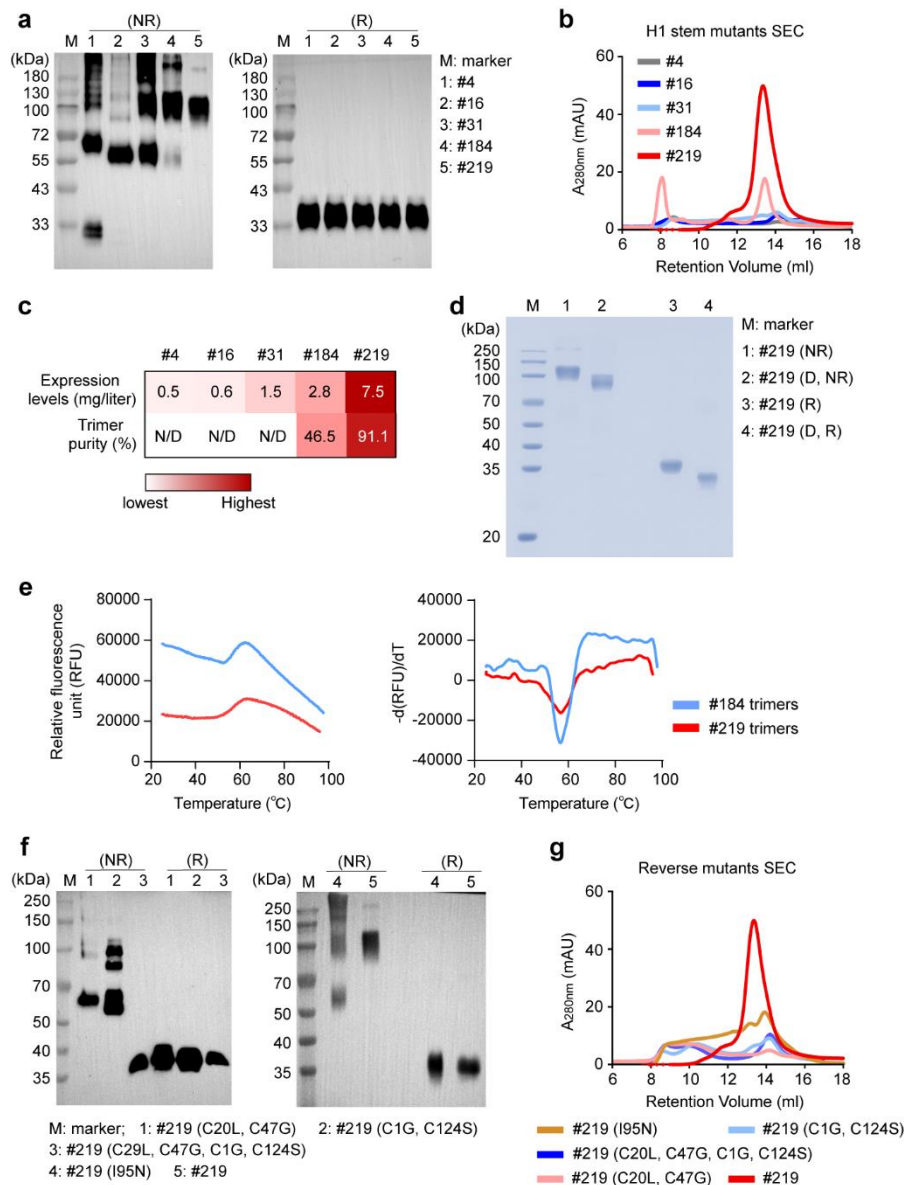 a
(NR)
(R)
M 1 2 3 4 5
M 1 2 3 4 5
(kDa)
(kDa)
180
130
100
72
55
43
33
180
130
100
72
55
43
33
M: marker
1: #4
2: #16
3: #31
4: #184
5: #219
b
H1 stem mutants SEC
#4
#16
#31
#184
#219
A280nm (mAU)
60
40
20
0
6 8 10 12 14 16 18
Retention Volume (ml)
c
#4 #16 #31 #184 #219
Expression levels (mg/liter) 0.5 0.6 1.5 2.8 7.5
Trimer purity (%) N/D N/D N/D 46.5 91.1
lowest Highest
d
M 1 2 3 4
(kDa)
250
150
100
70
50
40
35
20
M: marker
1: #219 (NR)
2: #219 (D, NR)
3: #219 (R)
4: #219 (D, R)
e
Relative fluorescence
unit (RFU)
80000
60000
40000
20000
0
20 40 60 80 100
Temperature (°C)
-d(RFU)/dT
40000
20000
0
-20000
-40000
20 40 60 80 100
Temperature (°C)
#184 trimers
#219 trimers
f
(NR) (R)
(kDa) M 1 2 3 1 2 3
250
150
100
70
50
40
35
(NR) (R)
(kDa) M 4 5 4 5
250
150
100
70
50
40
35
M: marker; 1: #219 (C20L, C47G) 2: #219 (C1G, C124S)
3: #219 (C29L, C47G, C1G, C124S)
4: #219 (I95N) 5: #219
g
Reverse mutants SEC
A280nm (mAU)
60
40
20
0
6 8 10 12 14 16 18
Retention Volume (ml)
#219 (I95N) #219 (C1G, C124S)
#219 (C20L, C47G, C1G, C124S)
#219 (C20L, C47G) #219